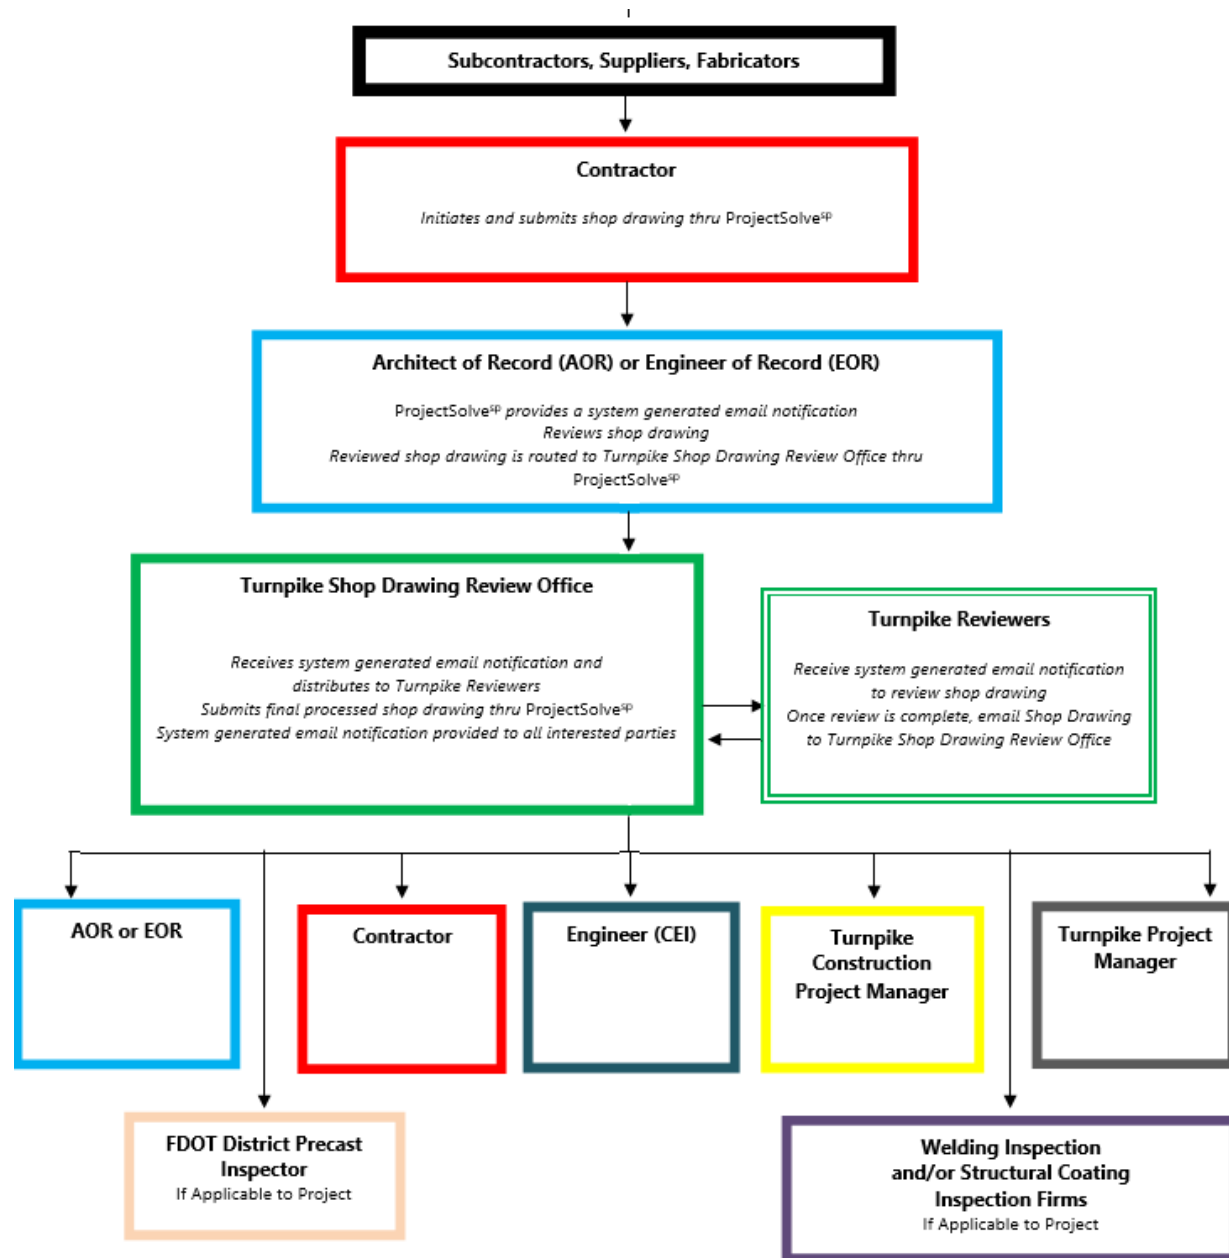 Subcontractors, Suppliers, Fabricators
Contractor
Initiates and submits shop drawing thru ProjectSolveˢᵖ
Architect of Record (AOR) or Engineer of Record (EOR)
ProjectSolveˢᵖ provides a system generated email notification
Reviews shop drawing
Reviewed shop drawing is routed to Turnpike Shop Drawing Review Office thru
ProjectSolveˢᵖ
Turnpike Shop Drawing Review Office
Receives system generated email notification and
distributes to Turnpike Reviewers
Submits final processed shop drawing thru ProjectSolveˢᵖ
System generated email notification provided to all interested parties
Turnpike Reviewers
Receive system generated email notification
to review shop drawing
Once review is complete, email Shop Drawing
to Turnpike Shop Drawing Review Office
AOR or EOR
Contractor
Engineer (CEI)
Turnpike
Construction
Project Manager
Turnpike Project
Manager
FDOT District Precast
Inspector
If Applicable to Project
Welding Inspection
and/or Structural Coating
Inspection Firms
If Applicable to Project